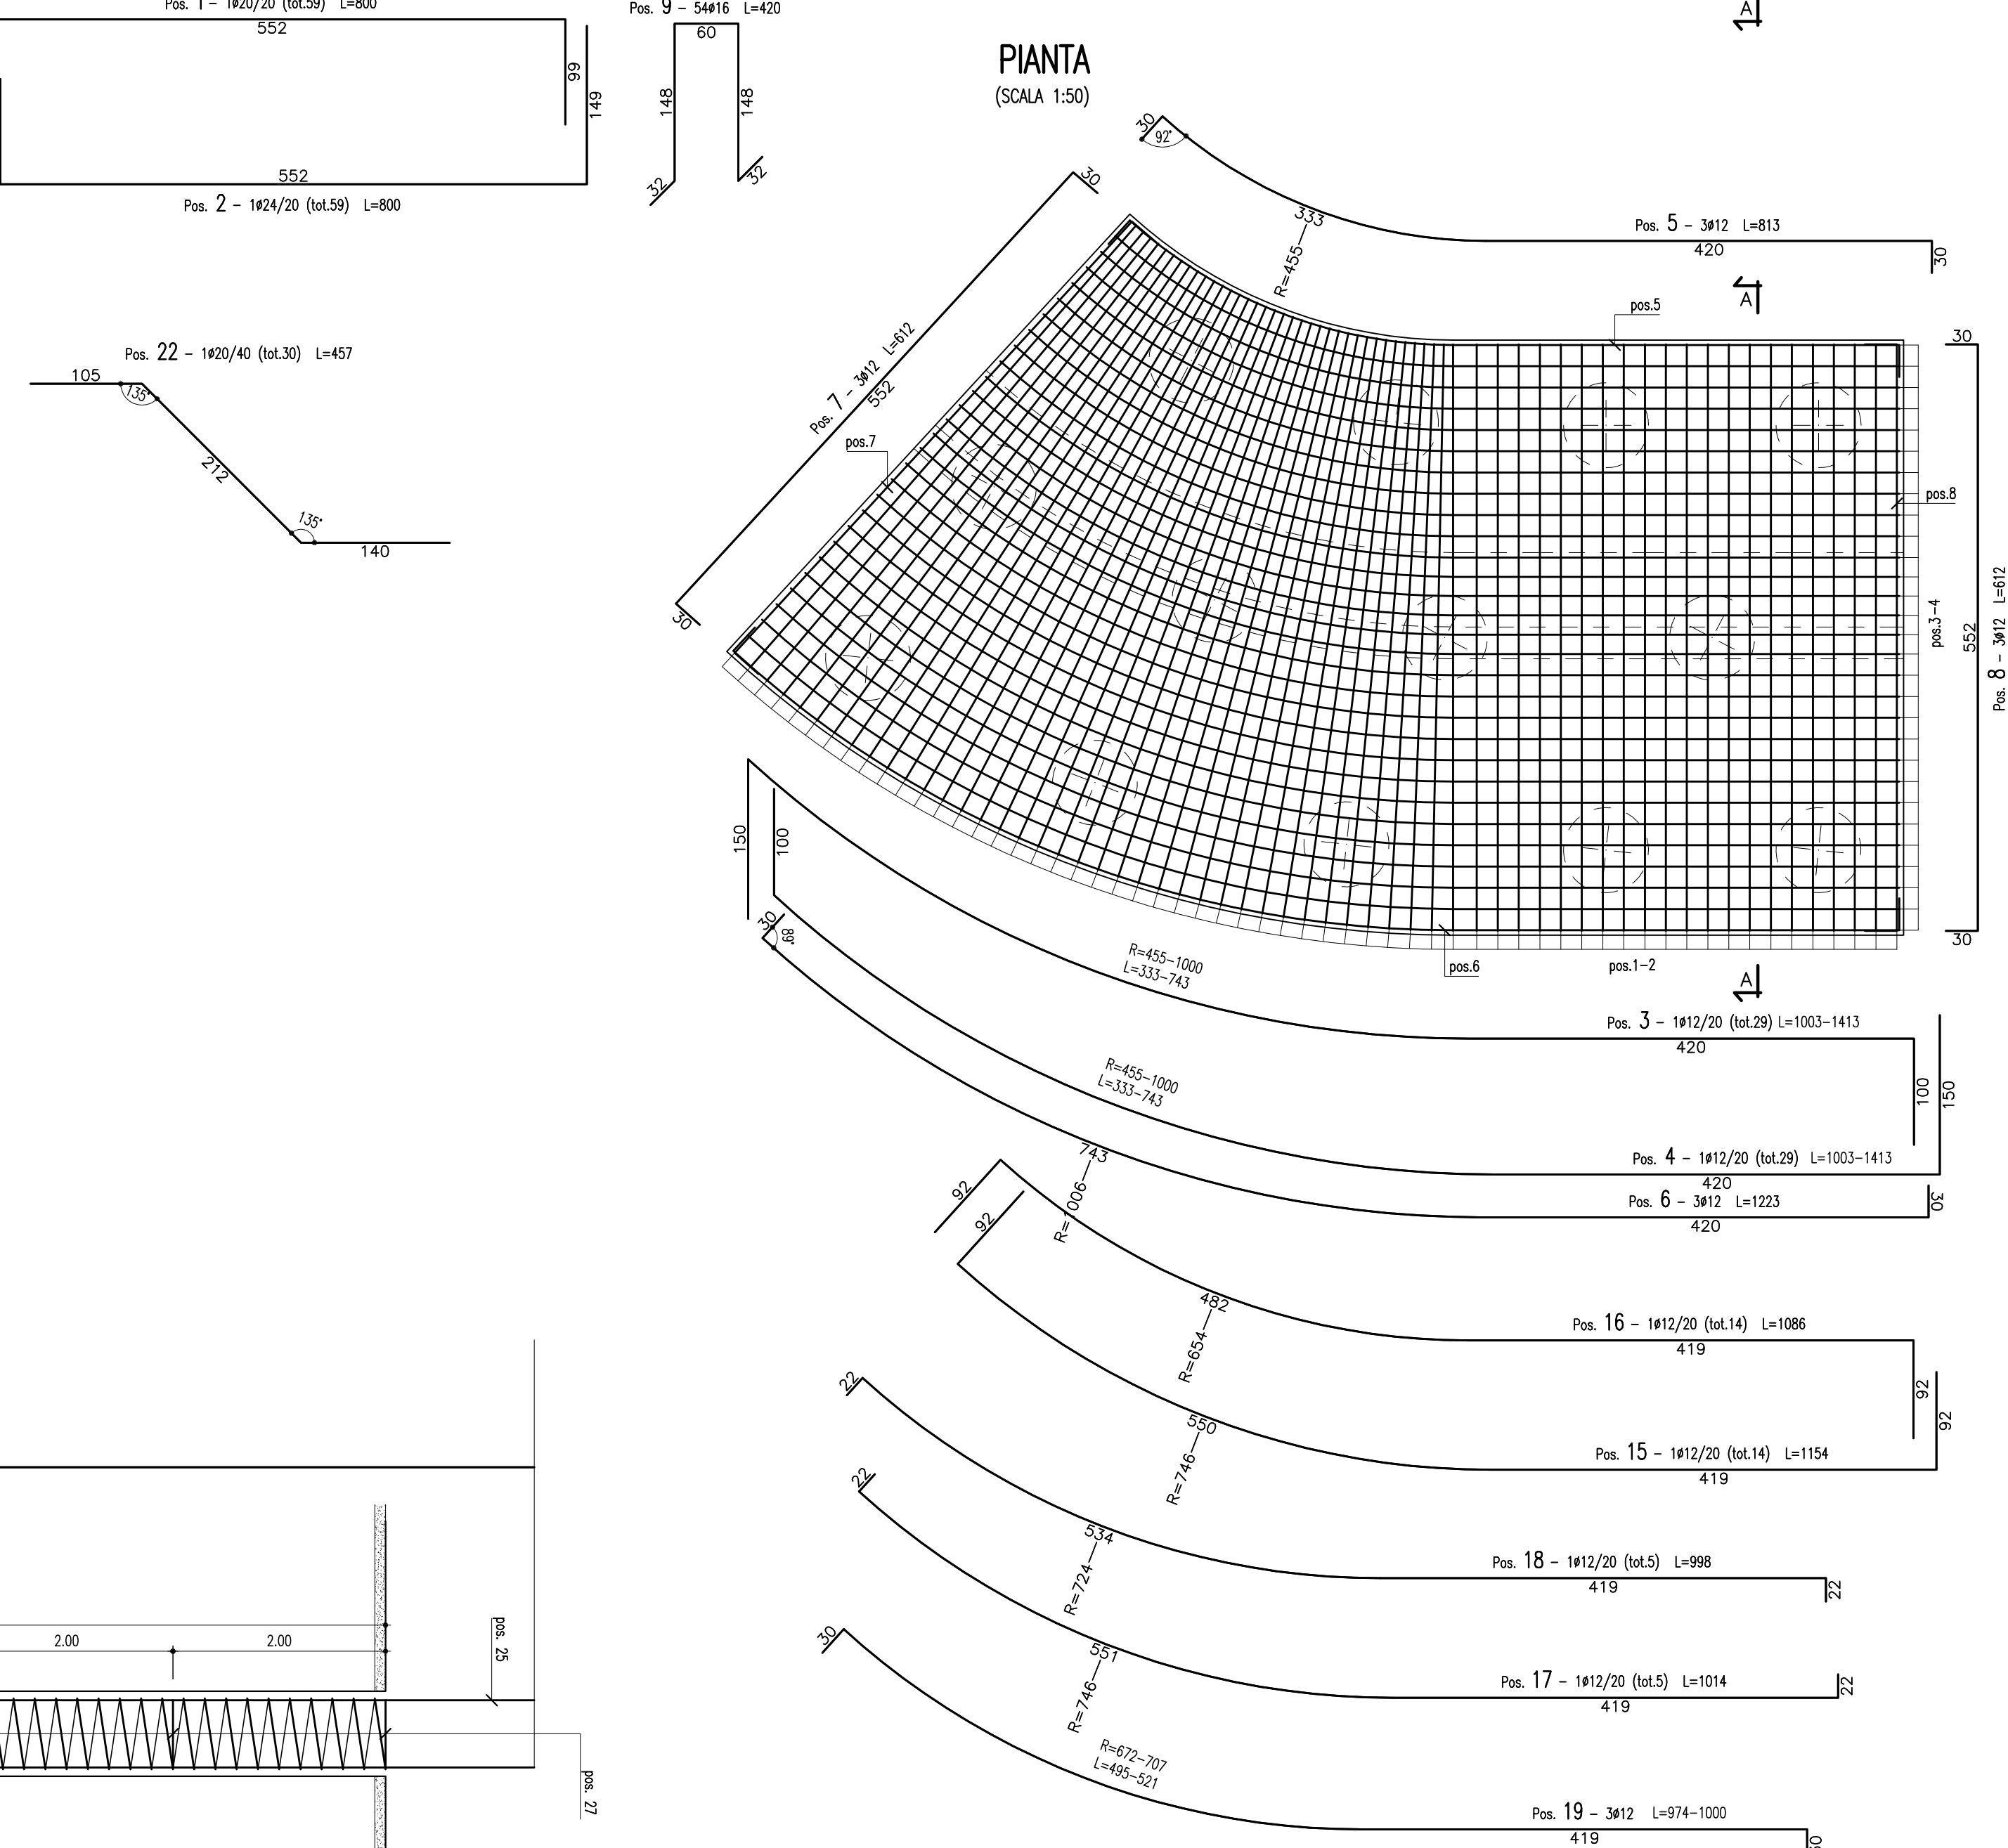 Pos. 1 - 1ø20/20 (tot.59) L=800
552
99
149
552
Pos. 2 - 1ø24/20 (tot.59) L=800
Pos. 9 - 54ø16 L=420
60
148
148
32
32
PIANTA
(SCALA 1:50)
A
30
92°
333
R=455
Pos. 5 - 3ø12 L=813
420
30
A
pos.5
30
Pos. 7 - 3ø12 L=612
552
30
pos.7
Pos. 22 - 1ø20/40 (tot.30) L=457
105
135°
212
135°
140
30
pos.8
pos.3-4
552
Pos. 8 - 3ø12 L=612
30
pos.6
pos.1-2
A
150
100
30
89°
R=455-1000
L=333-743
Pos. 3 - 1ø12/20 (tot.29) L=1003-1413
420
100
150
R=455-1000
L=333-743
Pos. 4 - 1ø12/20 (tot.29) L=1003-1413
420
743
R=1006
Pos. 6 - 3ø12 L=1223
420
30
92
92
482
R=654
Pos. 16 - 1ø12/20 (tot.14) L=1086
419
92
92
550
R=746
Pos. 15 - 1ø12/20 (tot.14) L=1154
419
22
534
R=724
Pos. 18 - 1ø12/20 (tot.5) L=998
419
22
22
551
R=746
Pos. 17 - 1ø12/20 (tot.5) L=1014
419
22
30
R=672-707
L=495-521
Pos. 19 - 3ø12 L=974-1000
419
2.00
2.00
pos. 25
pos. 27